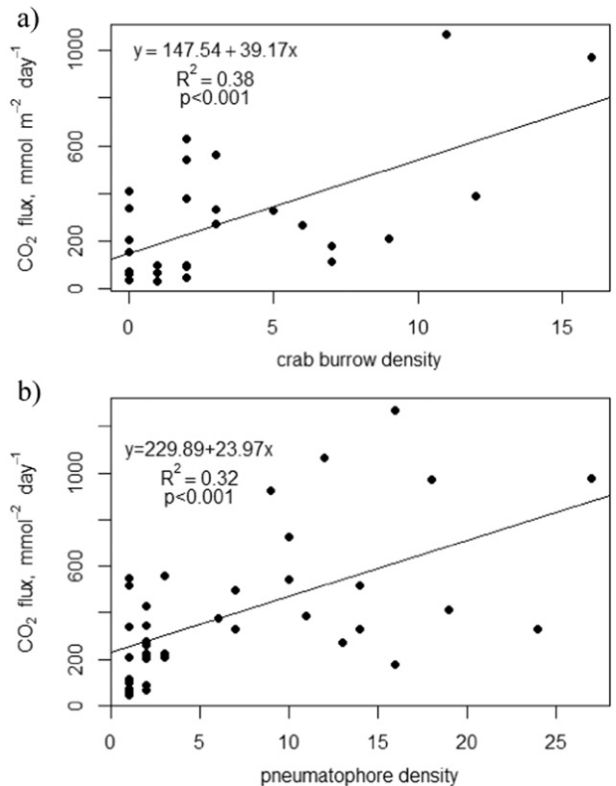 a)
y = 147.54 + 39.17x
R² = 0.38
p<0.001
CO₂ flux, mmol m⁻² day⁻¹
0 200 600 1000
0 5 10 15
crab burrow density
b)
y=229.89+23.97x
R² = 0.32
p<0.001
CO₂ flux, mmol⁻² day⁻¹
0 200 600 1000
0 5 10 15 20 25
pneumatophore density